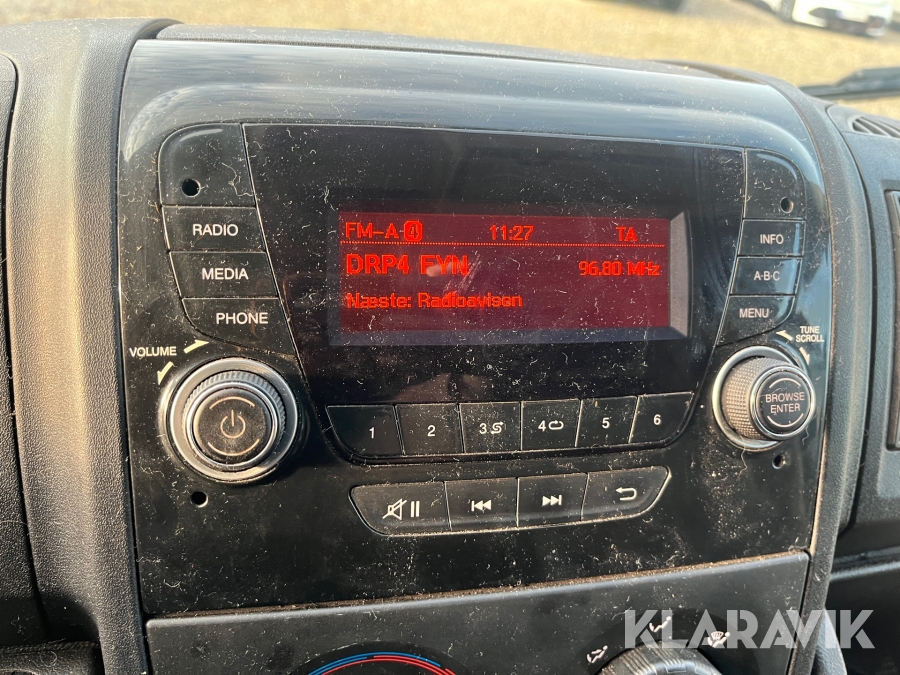 FM-A-4 11:27 TA
DRP4 FYN 96.80 MHz
Næste: Radioavisen
RADIO
MEDIA
PHONE
INFO
A-B-C
MENU
VOLUME
TUNE
SCROLL
BROWSE
ENTER
1 2 3 4 5 6
KLARAVIK